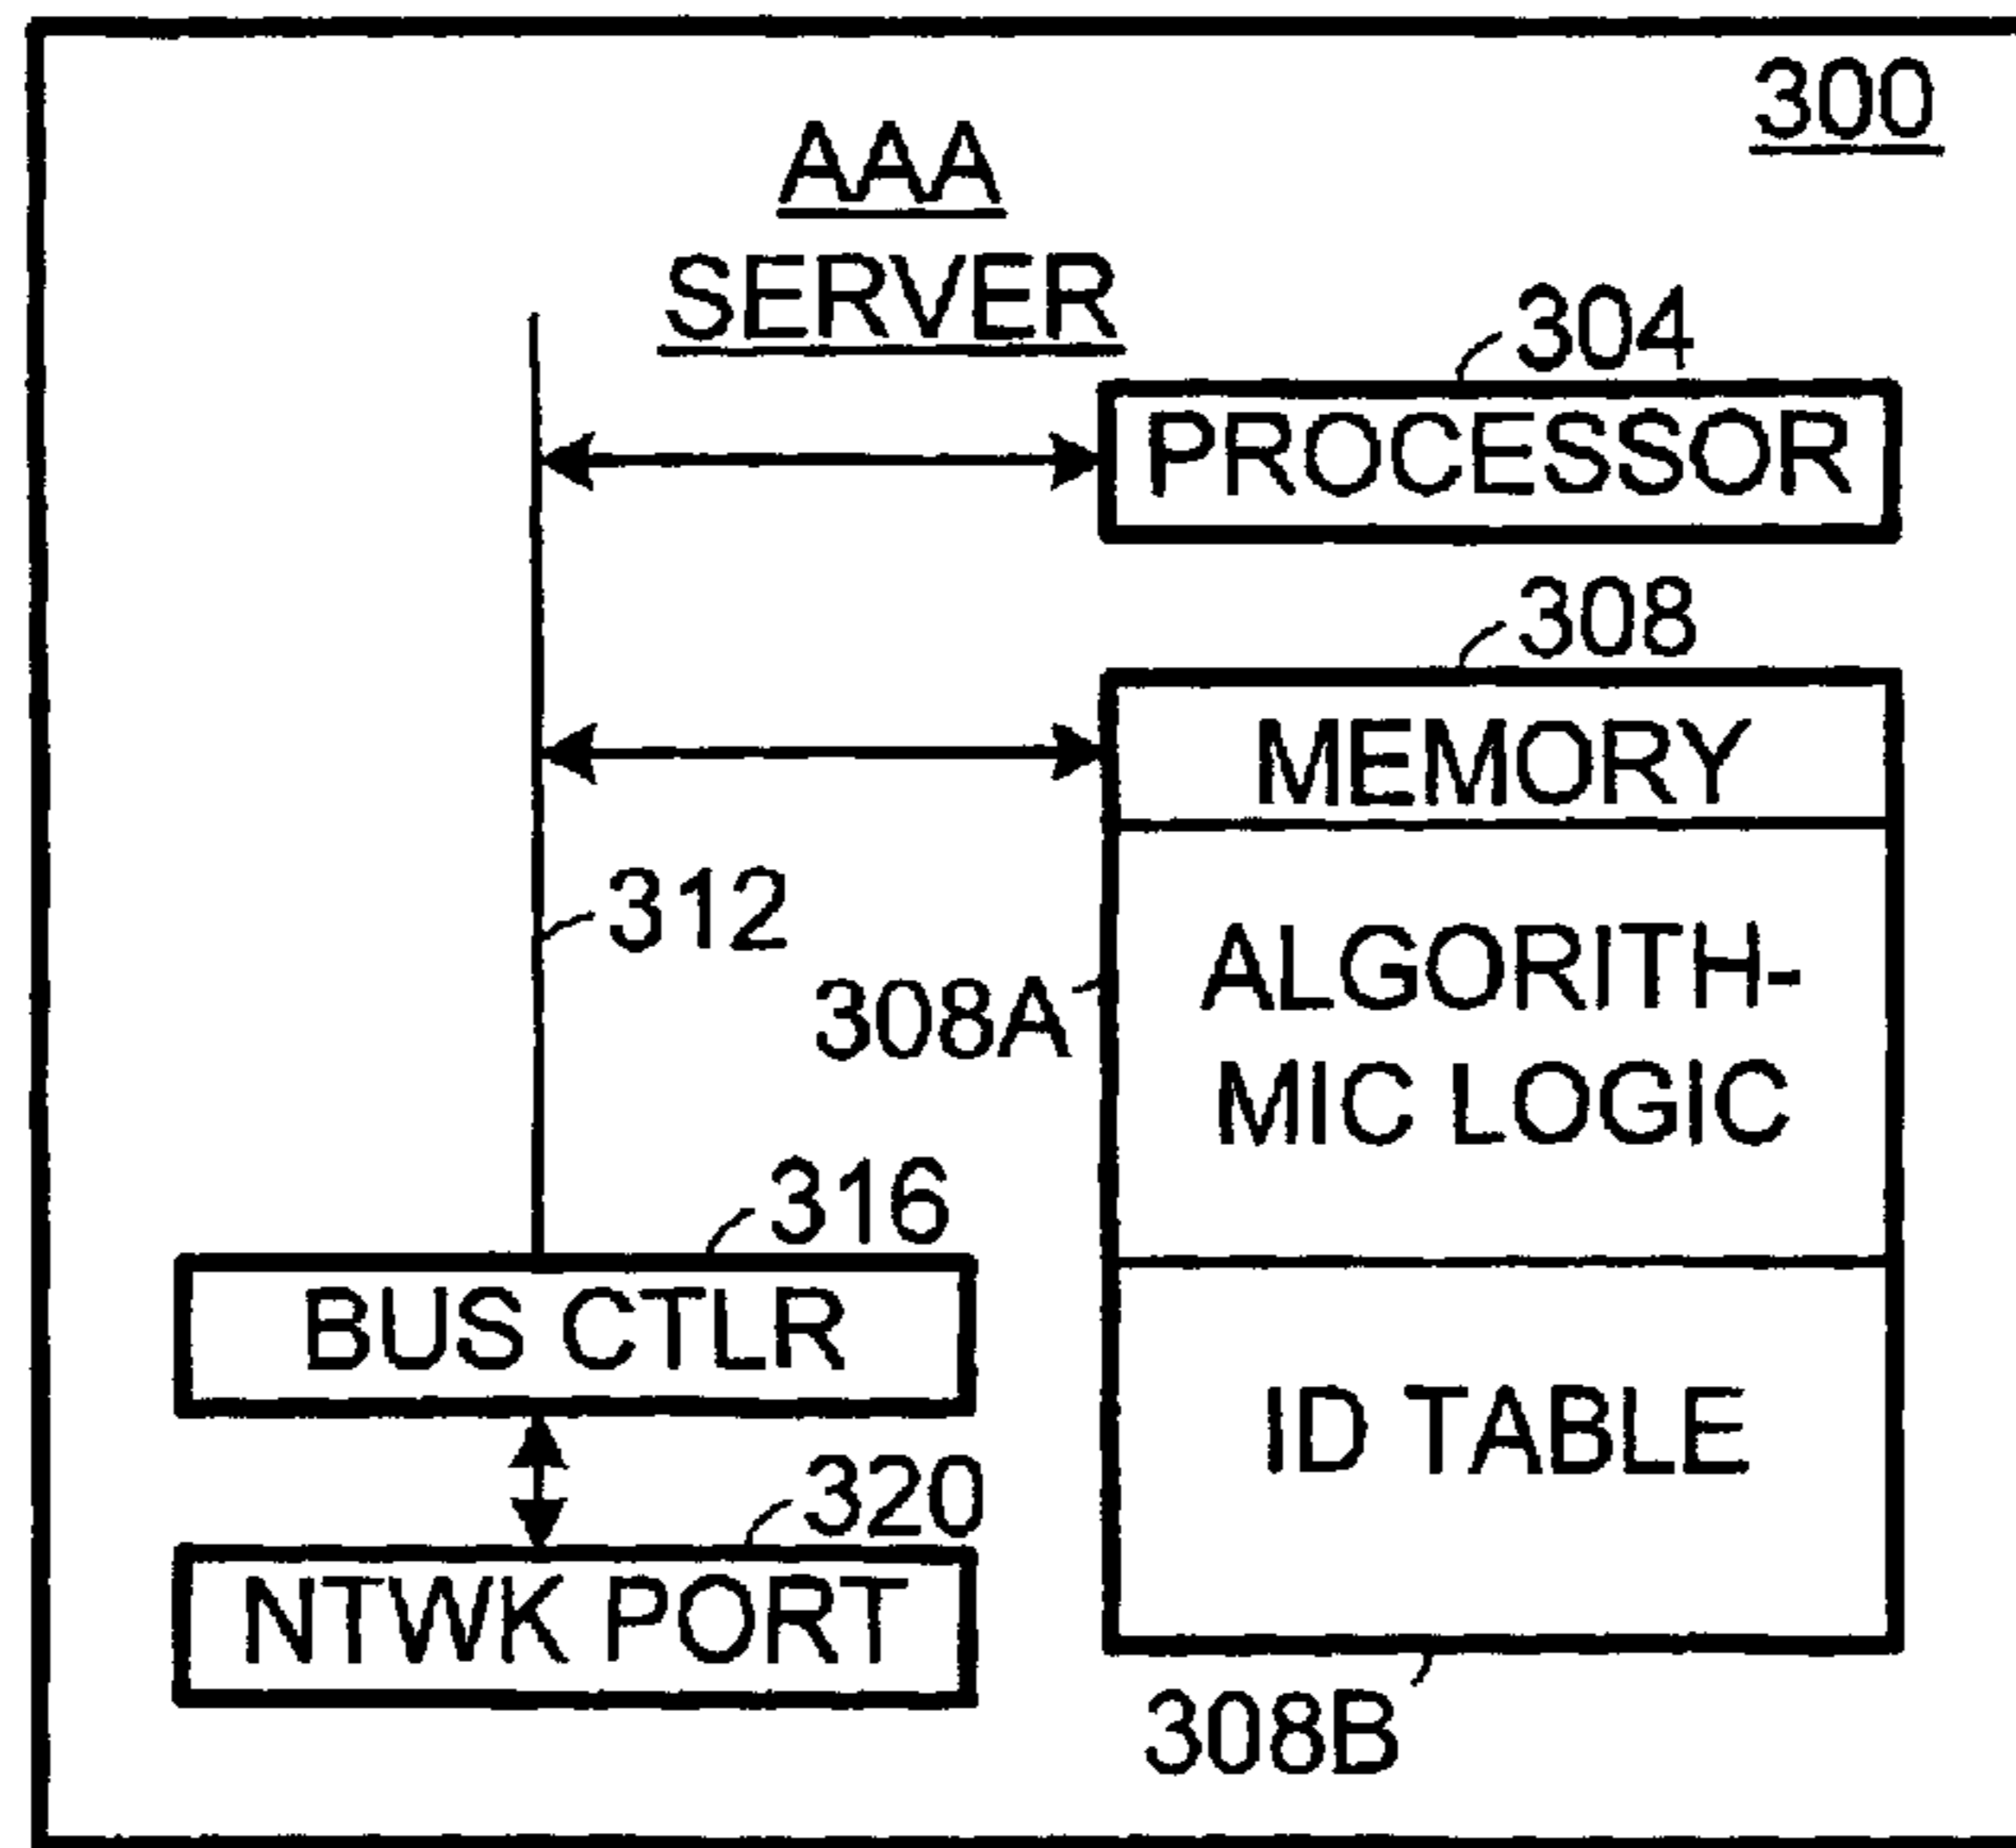 300
AAA
SERVER
304
PROCESSOR
308
MEMORY
312
308A
ALGORITH-
MIC LOGIC
316
BUS CTLR
ID TABLE
320
NTWK PORT
308B